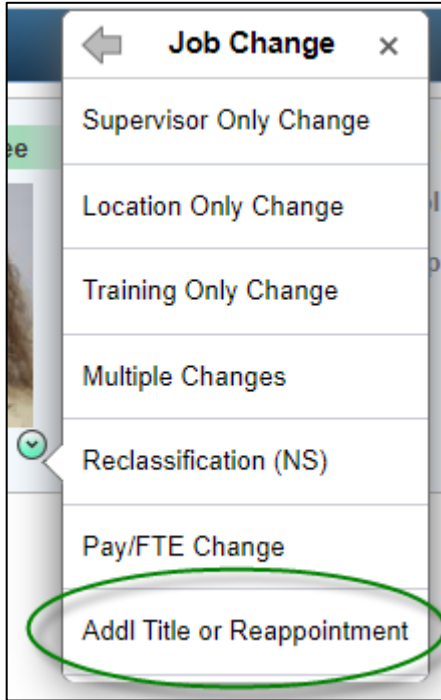 Job Change
Supervisor Only Change
Location Only Change
Training Only Change
Multiple Changes
Reclassification (NS)
Pay/FTE Change
Addl Title or Reappointment